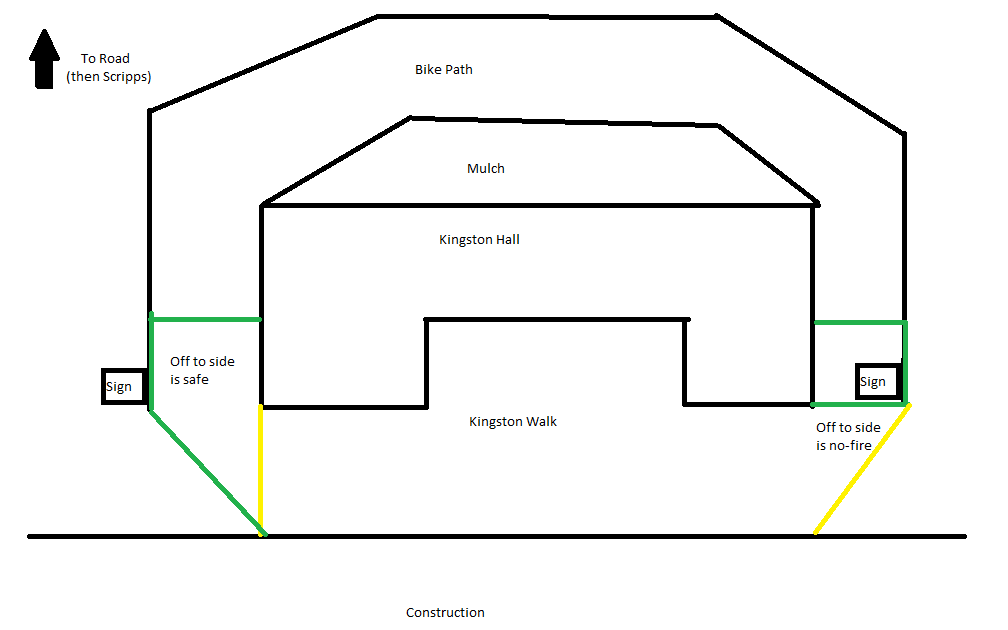 To Road
(then Scripps)
Bike Path
Mulch
Kingston Hall
Off to side
is safe
Sign
Sign
Kingston Walk
Off to side
is no-fire
Construction